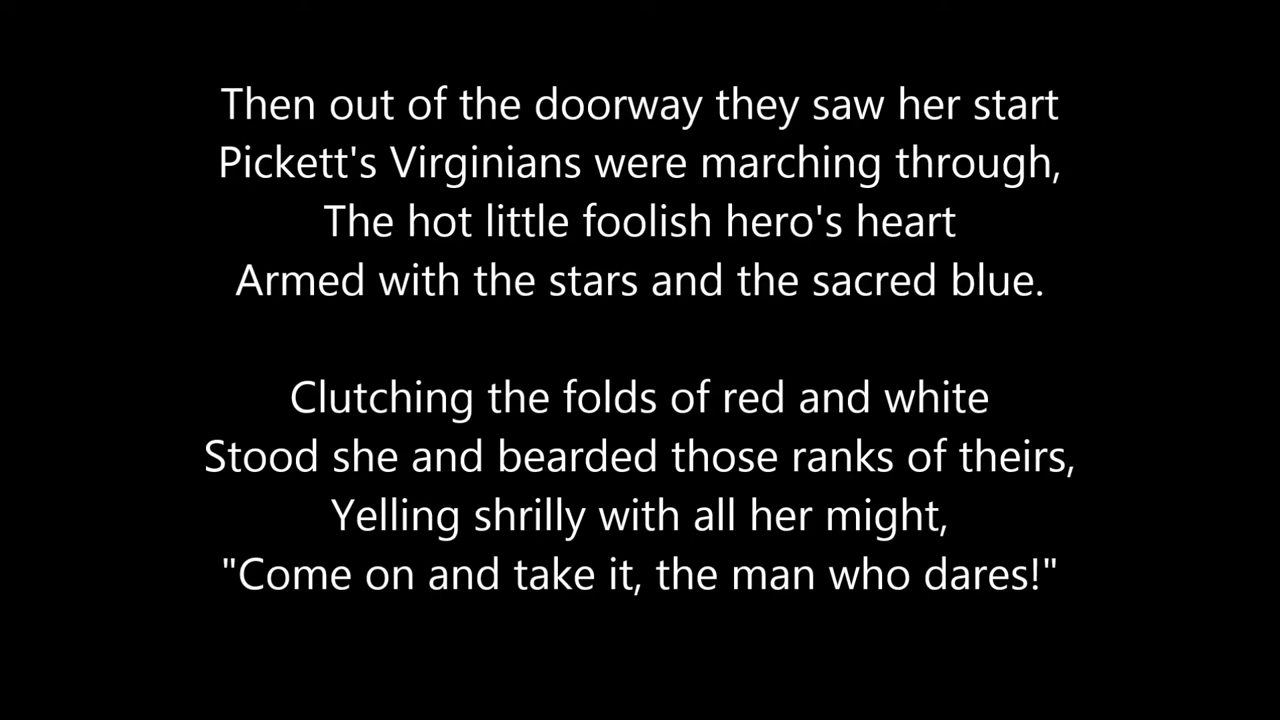 Then out of the doorway they saw her start
Pickett's Virginians were marching through,
The hot little foolish hero's heart
Armed with the stars and the sacred blue.
Clutching the folds of red and white
Stood she and bearded those ranks of theirs,
Yelling shrilly with all her might,
"Come on and take it, the man who dares!"